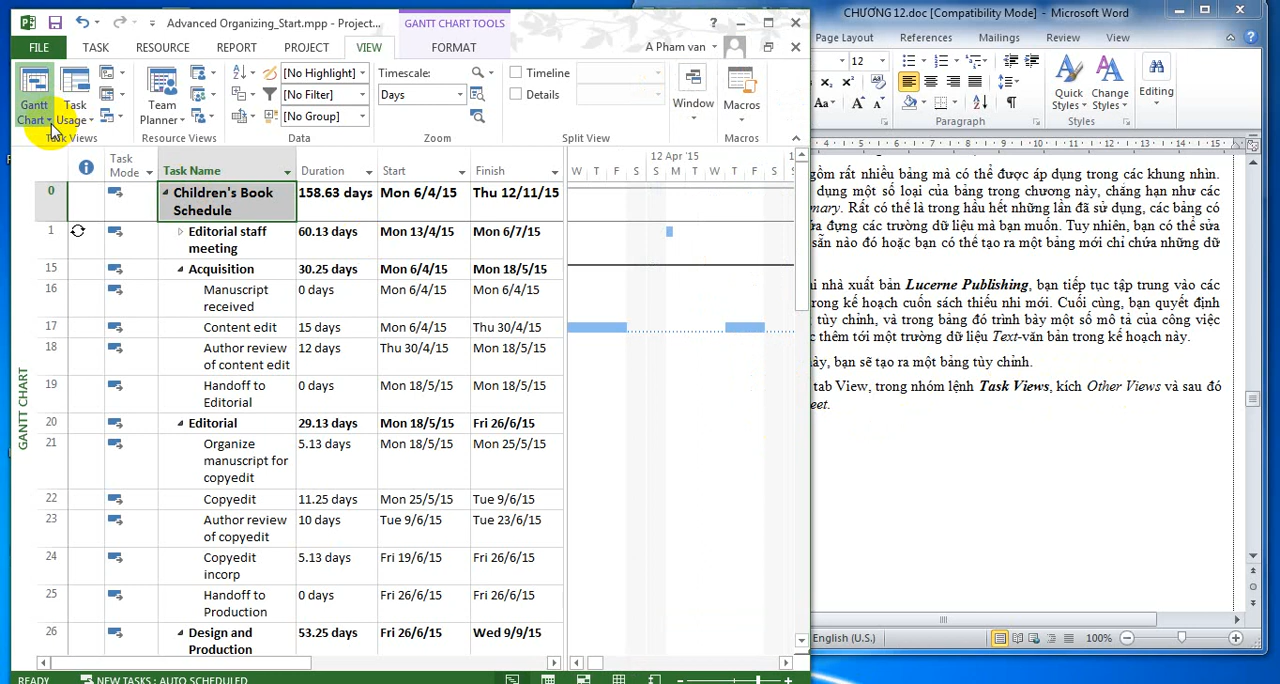 Advanced Organizing_Start.mpp - Project...
GANTT CHART TOOLS
?
FILE TASK RESOURCE REPORT PROJECT VIEW FORMAT
A Pham van
Gantt Chart
Task Usage
Task Views
Team Planner
Resource Views
[No Highlight]
[No Filter]
[No Group]
Data
Timescale:
Days
Zoom
Timeline
Details
Split View
Window
Macros
Macros
Task Mode
Task Name
Duration
Start
Finish
12 Apr '15
1
W T F S S M T W T F S S
0 Children's Book Schedule 158.63 days Mon 6/4/15 Thu 12/11/15
1 Editorial staff meeting 60.13 days Mon 13/4/15 Mon 6/7/15
15 Acquisition 30.25 days Mon 6/4/15 Mon 18/5/15
16 Manuscript received 0 days Mon 6/4/15 Mon 6/4/15
17 Content edit 15 days Mon 6/4/15 Thu 30/4/15
18 Author review of content edit 12 days Thu 30/4/15 Mon 18/5/15
19 Handoff to Editorial 0 days Mon 18/5/15 Mon 18/5/15
20 Editorial 29.13 days Mon 18/5/15 Fri 26/6/15
21 Organize manuscript for copyedit 5.13 days Mon 18/5/15 Mon 25/5/15
22 Copyedit 11.25 days Mon 25/5/15 Tue 9/6/15
23 Author review of copyedit 10 days Tue 9/6/15 Tue 23/6/15
24 Copyedit incorp 5.13 days Fri 19/6/15 Fri 26/6/15
25 Handoff to Production 0 days Fri 26/6/15 Fri 26/6/15
26 Design and Production 53.25 days Fri 26/6/15 Wed 9/9/15
GANTT CHART
READY NEW TASKS : AUTO SCHEDULED
CHƯƠNG 12.doc [Compatibility Mode] - Microsoft Word
Page Layout References Mailings Review View
12
Aa
Paragraph
Quick Styles
Change Styles
Styles
Editing
4 5 6 7 8 9 10 11 12 13 14 15 17
gồm rất nhiều bảng mà có thể được áp dụng trong các khung nhìn.
dụng một số loại của bảng trong chương này, chẳng hạn như các
mary. Rất có thể là trong hầu hết những lần đã sử dụng, các bảng có
ứa đựng các trường dữ liệu mà bạn muốn. Tuy nhiên, bạn có thể sửa
sẵn nào đó hoặc bạn có thể tạo ra một bảng mới chỉ chứa những dữ
i nhà xuất bản Lucerne Publishing, bạn tiếp tục tập trung vào các
rong kế hoạch cuốn sách thiếu nhi mới. Cuối cùng, bạn quyết định
tùy chỉnh, và trong bảng đó trình bày một số mô tả của công việc
c thêm tới một trường dữ liệu Text-văn bản trong kế hoạch này.
ày, bạn sẽ tạo ra một bảng tùy chỉnh.
tab View, trong nhóm lệnh Task Views, kích Other Views và sau đó
eet.
English (U.S.)
100%